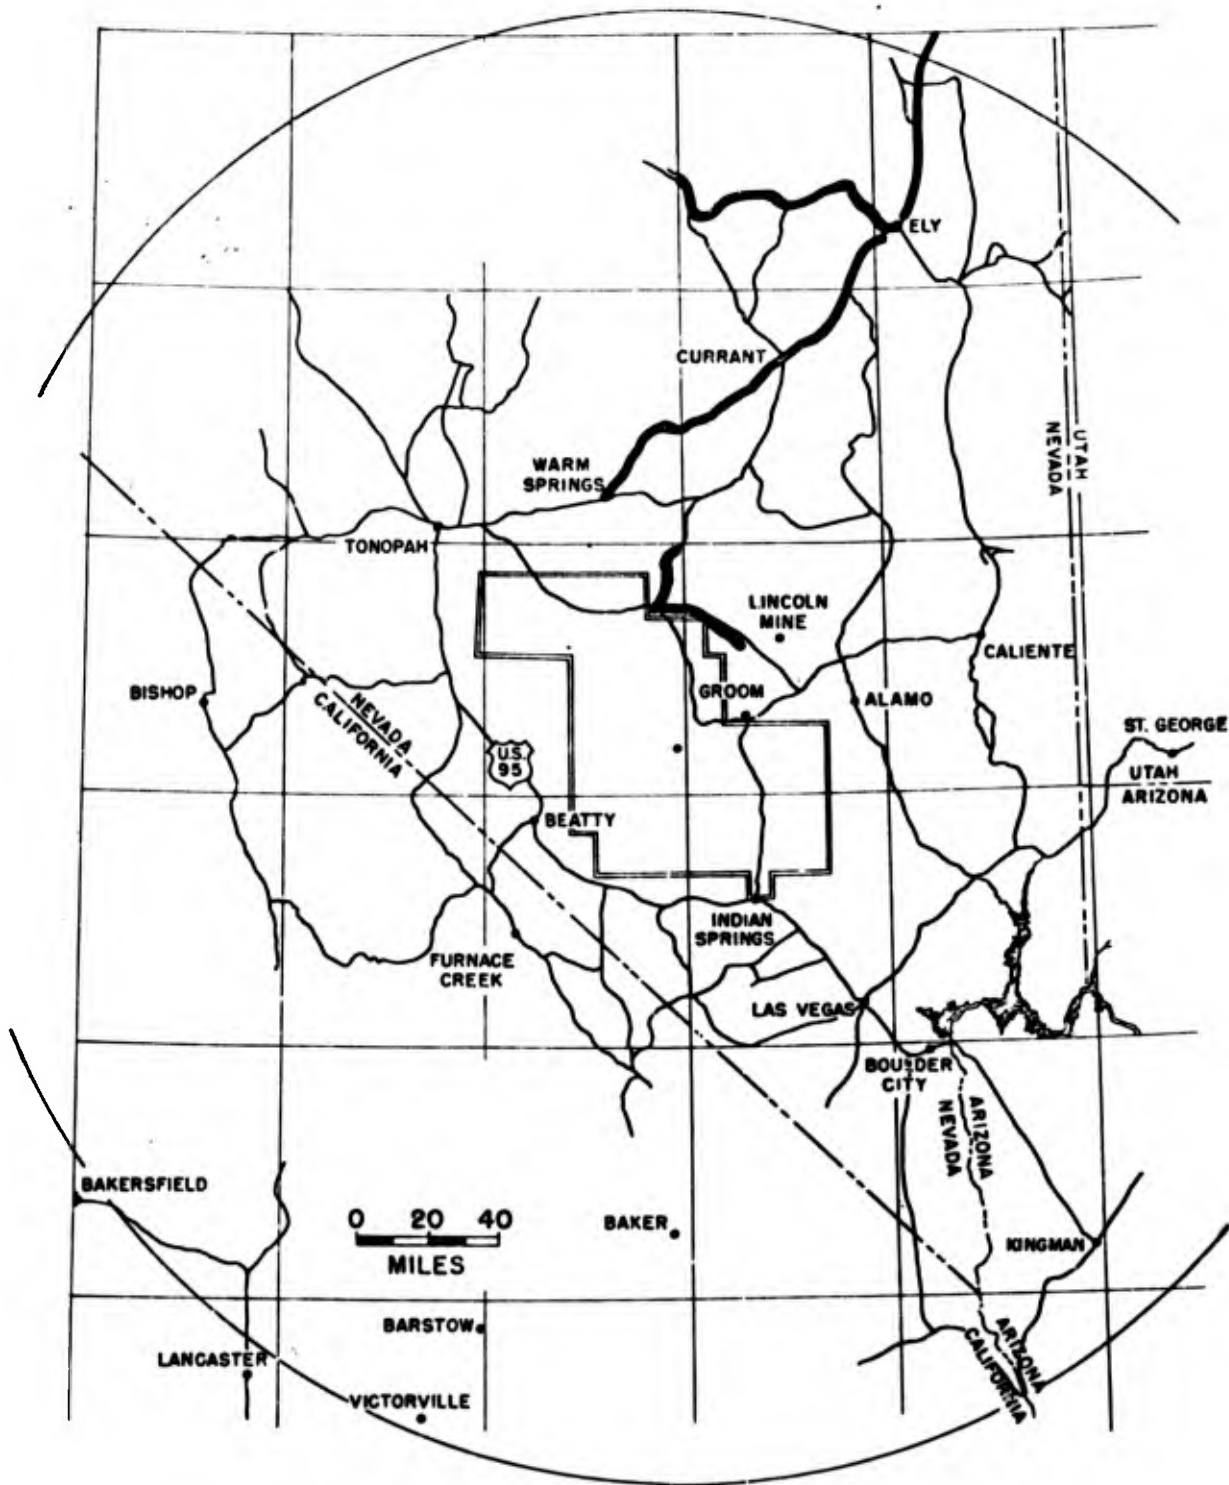 ELY
CURRANT
UTAH
NEVADA
WARM
SPRINGS
TONOPAH
LINCOLN
MINE
CALIENTE
BISHOP
NEVADA
CALIFORNIA
GROOM
ALAMO
ST. GEORGE
U.S.
95
UTAH
ARIZONA
BEATTY
INDIAN
SPRINGS
FURNACE
CREEK
LAS VEGAS
BOULDER
CITY
ARIZONA
NEVADA
BAKERSFIELD
0 20 40
MILES
BAKER
KINGMAN
BARSTOW
LANCASTER
ARIZONA
CALIFORNIA
VICTORVILLE